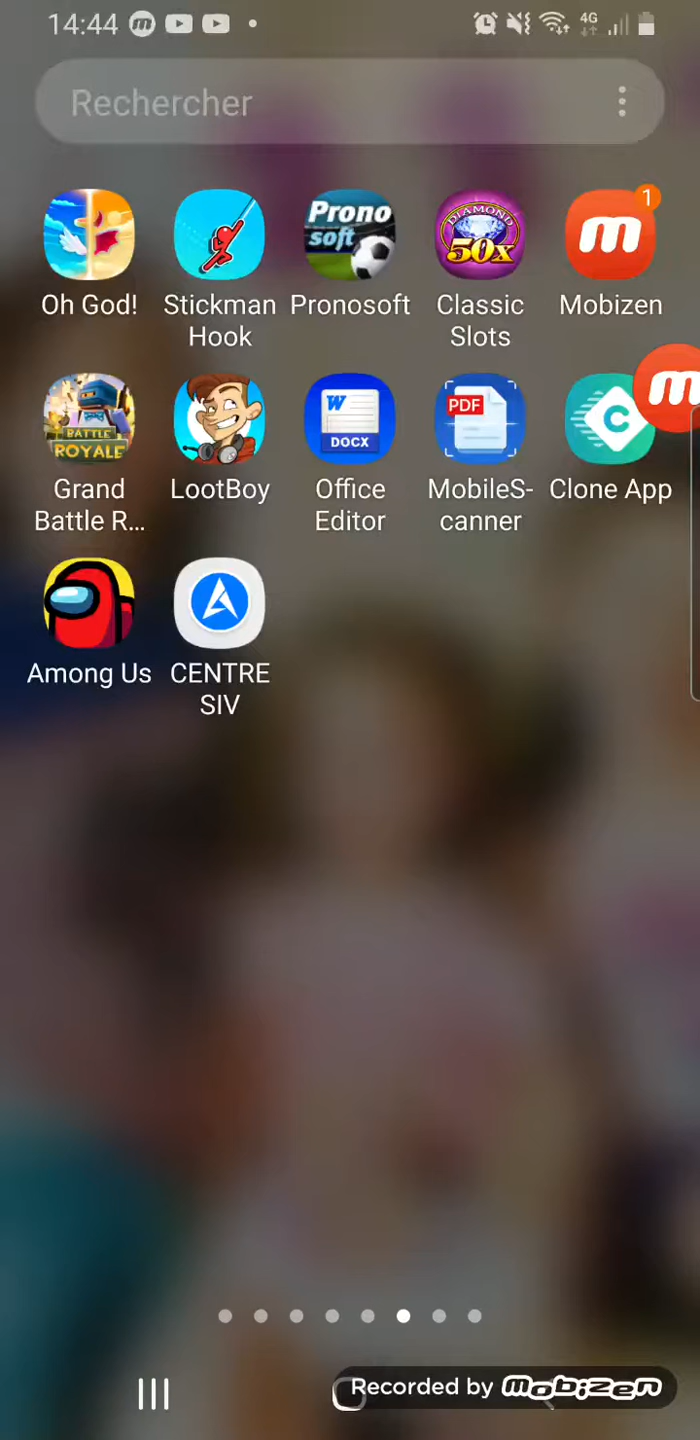 14:44
4G
Rechercher
Prono
soft
DIAMOND
50X
m
1
Oh God!
Stickman
Hook
Pronosoft
Classic
Slots
Mobizen
BATTLE
ROYALE
W
DOCX
PDF
C
m
Grand
Battle R...
LootBoy
Office
Editor
MobileS-
canner
Clone App
Among Us
CENTRE
SIV
Recorded by mobizen